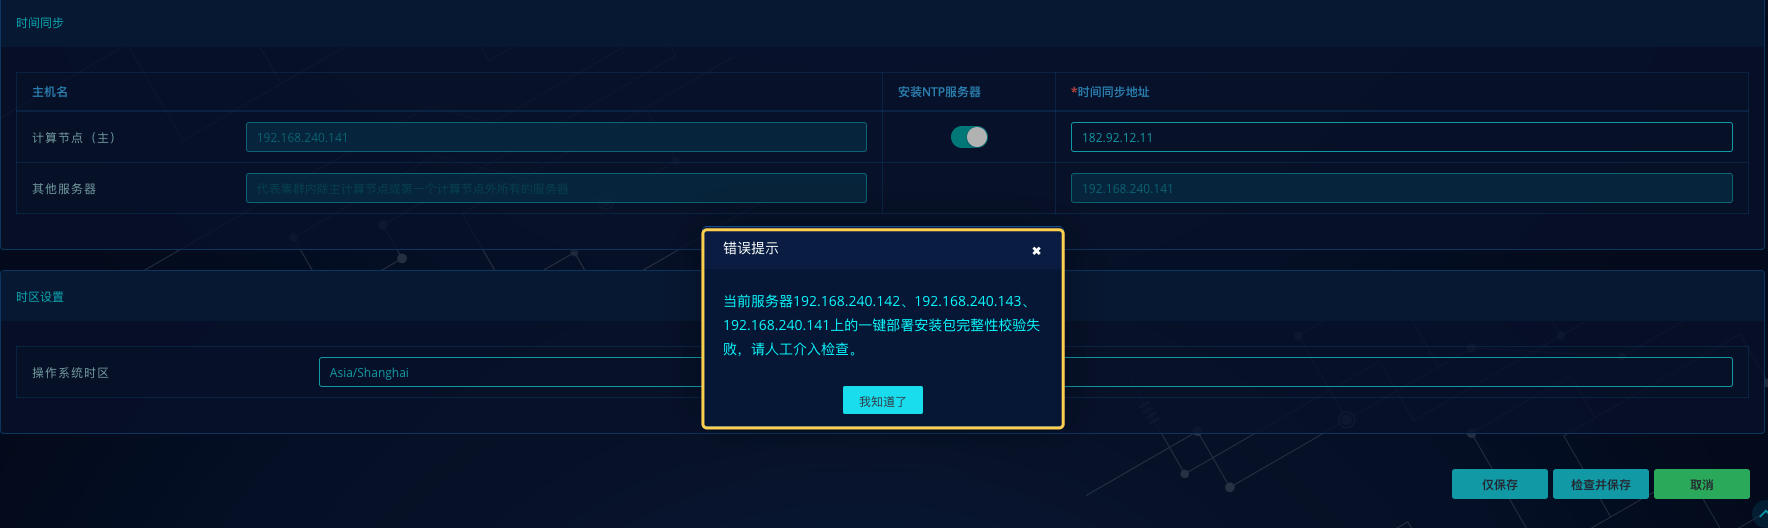 时间同步
主机名 安装NTP服务器 *时间同步地址
计算节点（主） 192.168.240.141 182.92.12.11
其他服务器 代表集群内除主计算节点或第一个计算节点外所有的服务器 192.168.240.141
错误提示
当前服务器192.168.240.142、192.168.240.143、
192.168.240.141上的一键部署安装包完整性校验失
败，请人工介入检查。
我知道了
时区设置
操作系统时区 Asia/Shanghai
仅保存 检查并保存 取消